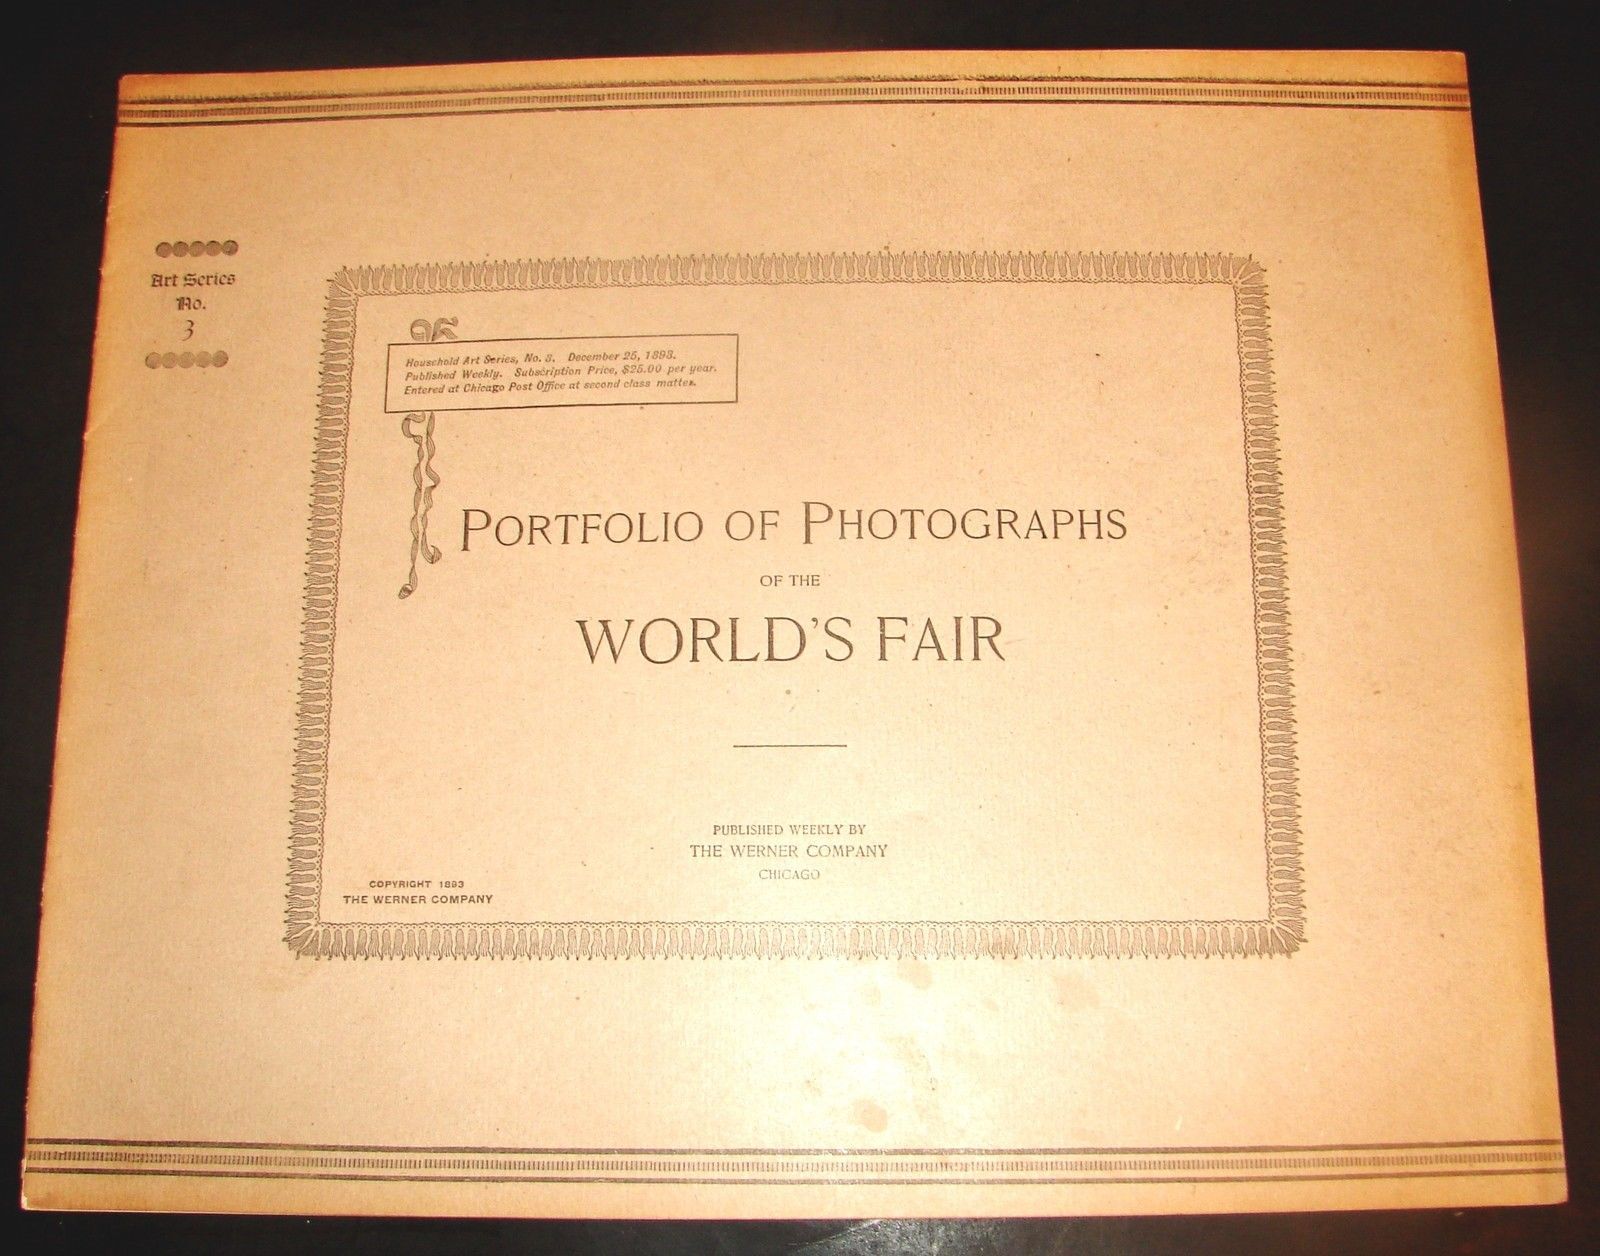 Art Series
No.
3
Household Art Series, No. 3. December 25, 1893.
Published Weekly. Subscription Price, $25.00 per year.
Entered at Chicago Post Office at second class matter.
PORTFOLIO OF PHOTOGRAPHS
OF THE
WORLD'S FAIR
PUBLISHED WEEKLY BY
THE WERNER COMPANY
CHICAGO
COPYRIGHT 1893
THE WERNER COMPANY